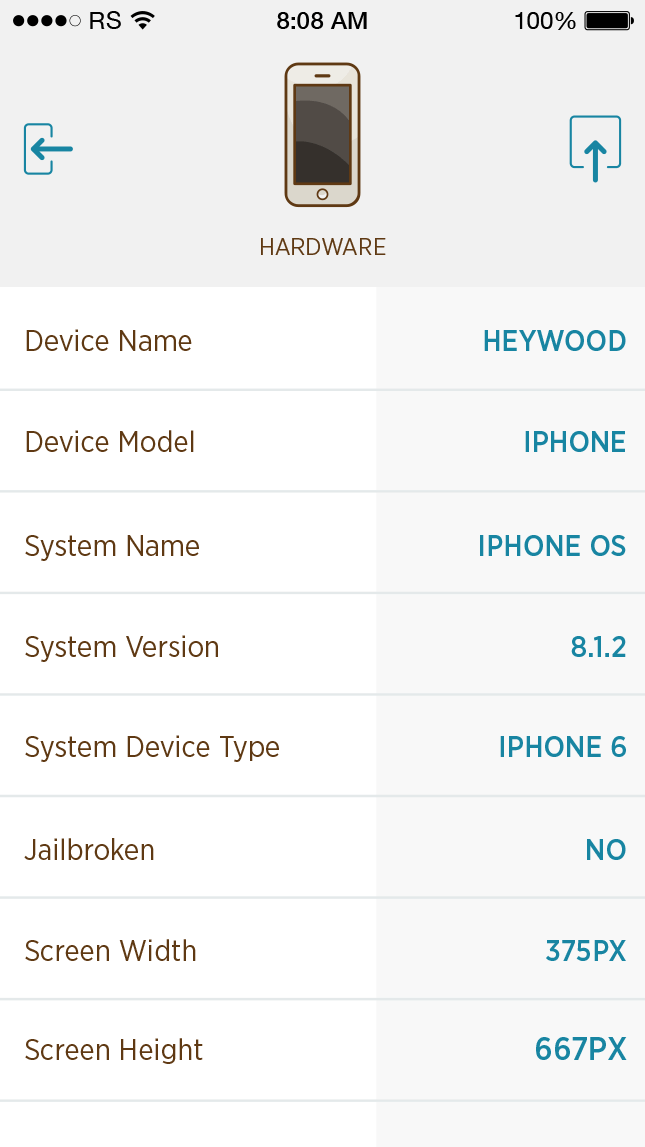 RS 8:08 AM 100%
HARDWARE
Device Name HEYWOOD
Device Model IPHONE
System Name IPHONE OS
System Version 8.1.2
System Device Type IPHONE 6
Jailbroken NO
Screen Width 375PX
Screen Height 667PX